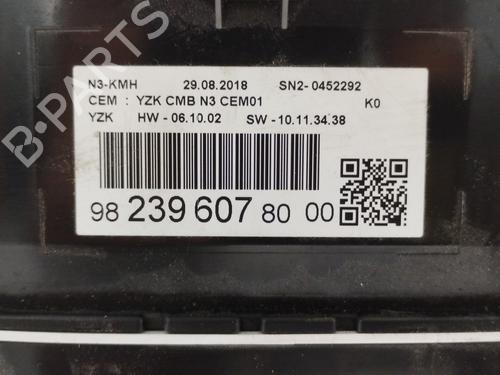 N3-KMH 29.08.2018 SN2- 0452292
CEM : YZK CMB N3 CEM01 K0
YZK HW - 06.10.02 SW -10.11.34.38
98 239 607 80 00
B-PARTS